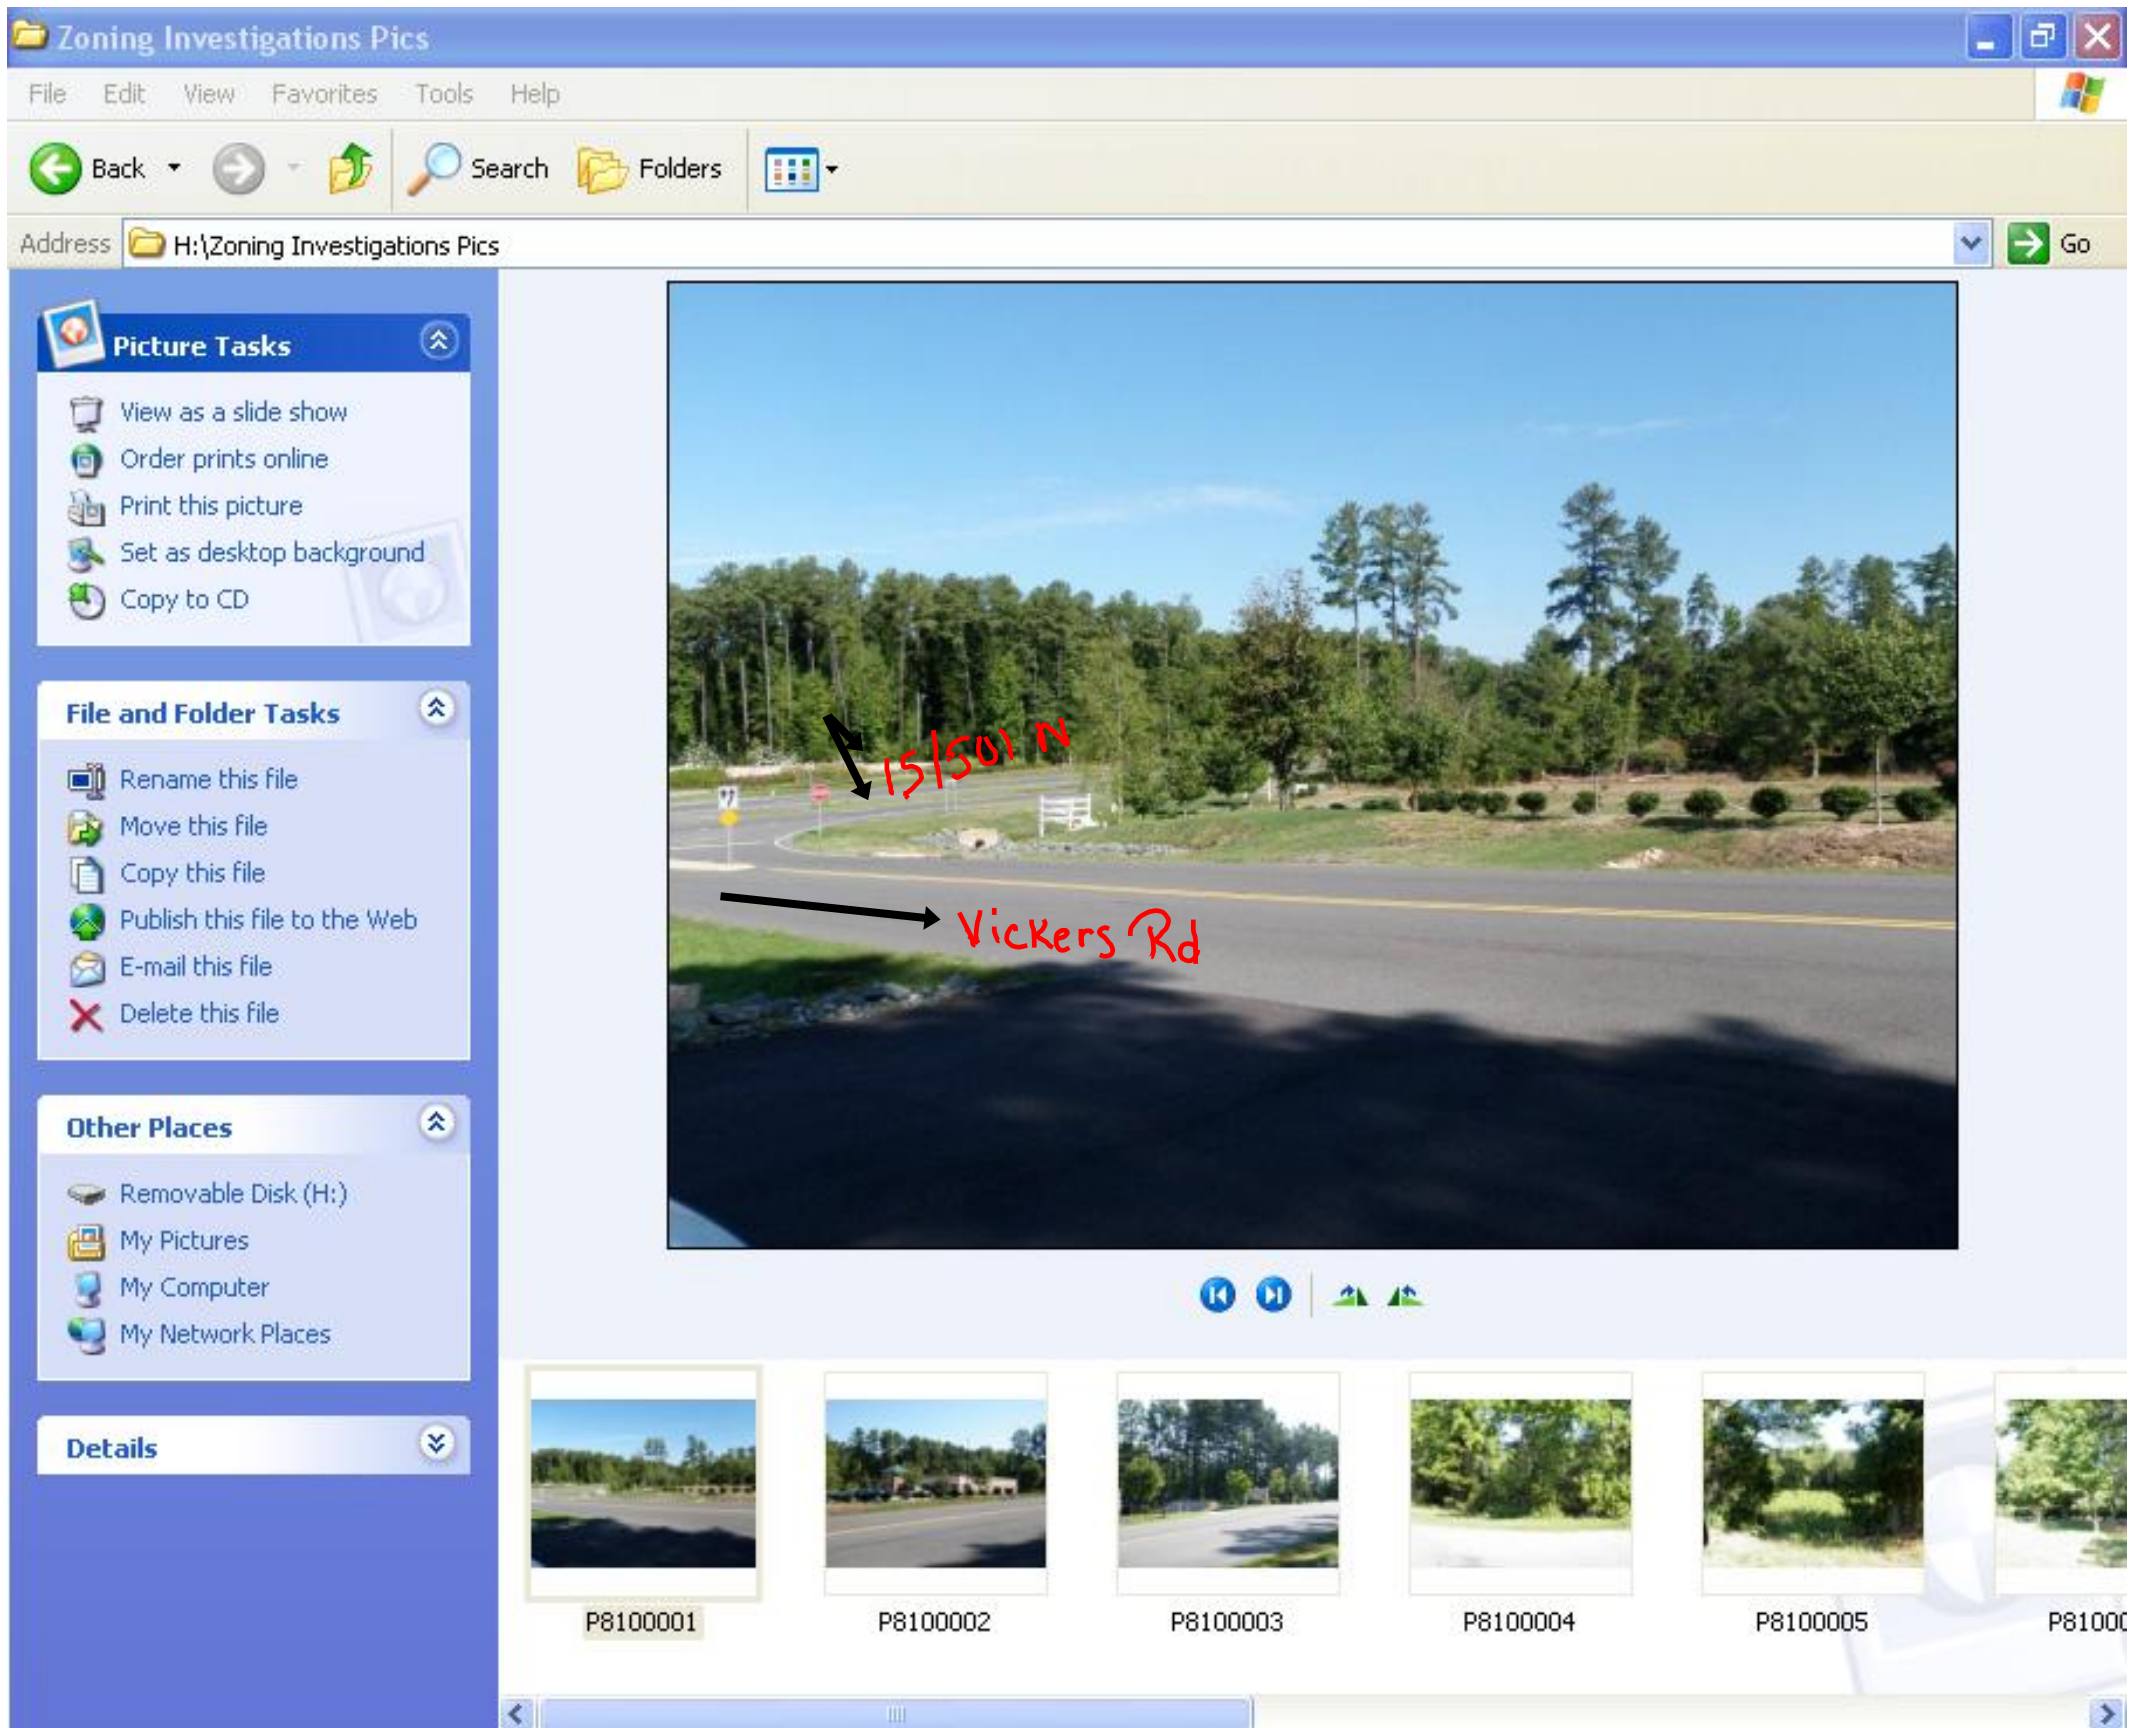 Zoning Investigations Pics
File Edit View Favorites Tools Help
Back Search Folders
Address H:\Zoning Investigations Pics Go
Picture Tasks
View as a slide show
Order prints online
Print this picture
Set as desktop background
Copy to CD
File and Folder Tasks
Rename this file
Move this file
Copy this file
Publish this file to the Web
E-mail this file
Delete this file
Other Places
Removable Disk (H:)
My Pictures
My Computer
My Network Places
Details
15/501 N
Vickers Rd
P8100001 P8100002 P8100003 P8100004 P8100005 P8100